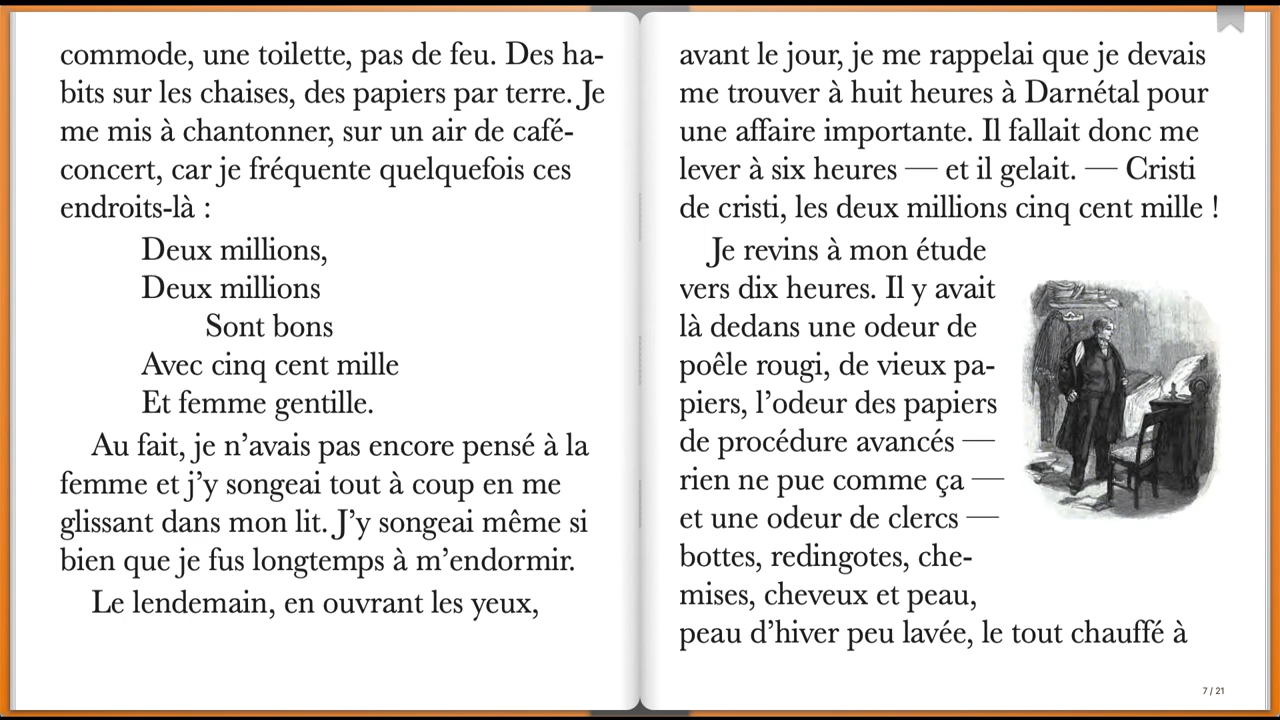 commode, une toilette, pas de feu. Des ha-
bits sur les chaises, des papiers par terre. Je
me mis à chantonner, sur un air de café-
concert, car je fréquente quelquefois ces
endroits-là :
Deux millions,
Deux millions
Sont bons
Avec cinq cent mille
Et femme gentille.
Au fait, je n’avais pas encore pensé à la
femme et j’y songeai tout à coup en me
glissant dans mon lit. J’y songeai même si
bien que je fus longtemps à m’endormir.
Le lendemain, en ouvrant les yeux,
avant le jour, je me rappelai que je devais
me trouver à huit heures à Darnétal pour
une affaire importante. Il fallait donc me
lever à six heures — et il gelait. — Cristi
de cristi, les deux millions cinq cent mille !
Je revins à mon étude
vers dix heures. Il y avait
là dedans une odeur de
poêle rougi, de vieux pa-
piers, l’odeur des papiers
de procédure avancés —
rien ne pue comme ça —
et une odeur de clercs —
bottes, redingotes, che-
mises, cheveux et peau,
peau d’hiver peu lavée, le tout chauffé à
7 / 21